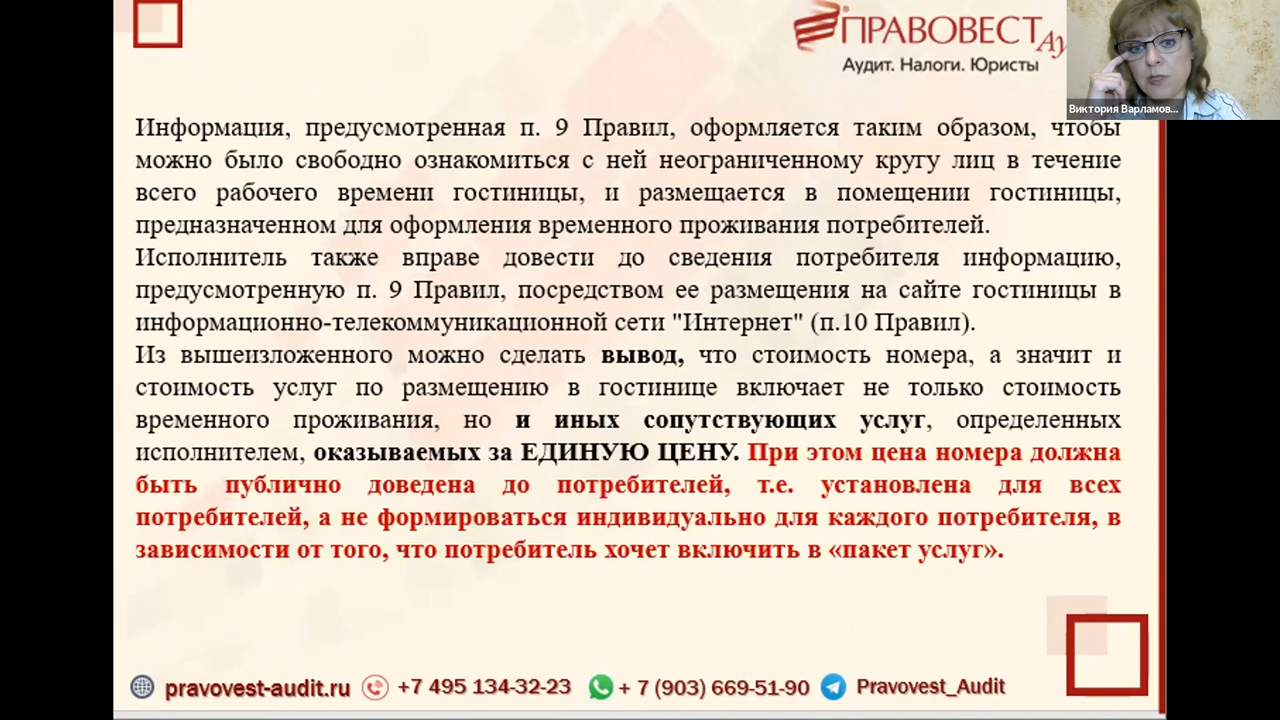 ПРАВОВЕСТ Ау
Аудит. Налоги. Юристы
Виктория Варламов...
Информация, предусмотренная п. 9 Правил, оформляется таким образом, чтобы
можно было свободно ознакомиться с ней неограниченному кругу лиц в течение
всего рабочего времени гостиницы, и размещается в помещении гостиницы,
предназначенном для оформления временного проживания потребителей.
Исполнитель также вправе довести до сведения потребителя информацию,
предусмотренную п. 9 Правил, посредством ее размещения на сайте гостиницы в
информационно-телекоммуникационной сети "Интернет" (п.10 Правил).
Из вышеизложенного можно сделать вывод, что стоимость номера, а значит и
стоимость услуг по размещению в гостинице включает не только стоимость
временного проживания, но и иных сопутствующих услуг, определенных
исполнителем, оказываемых за ЕДИНУЮ ЦЕНУ. При этом цена номера должна
быть публично доведена до потребителей, т.е. установлена для всех
потребителей, а не формироваться индивидуально для каждого потребителя, в
зависимости от того, что потребитель хочет включить в «пакет услуг».
pravovest-audit.ru +7 495 134-32-23 + 7 (903) 669-51-90 Pravovest_Audit